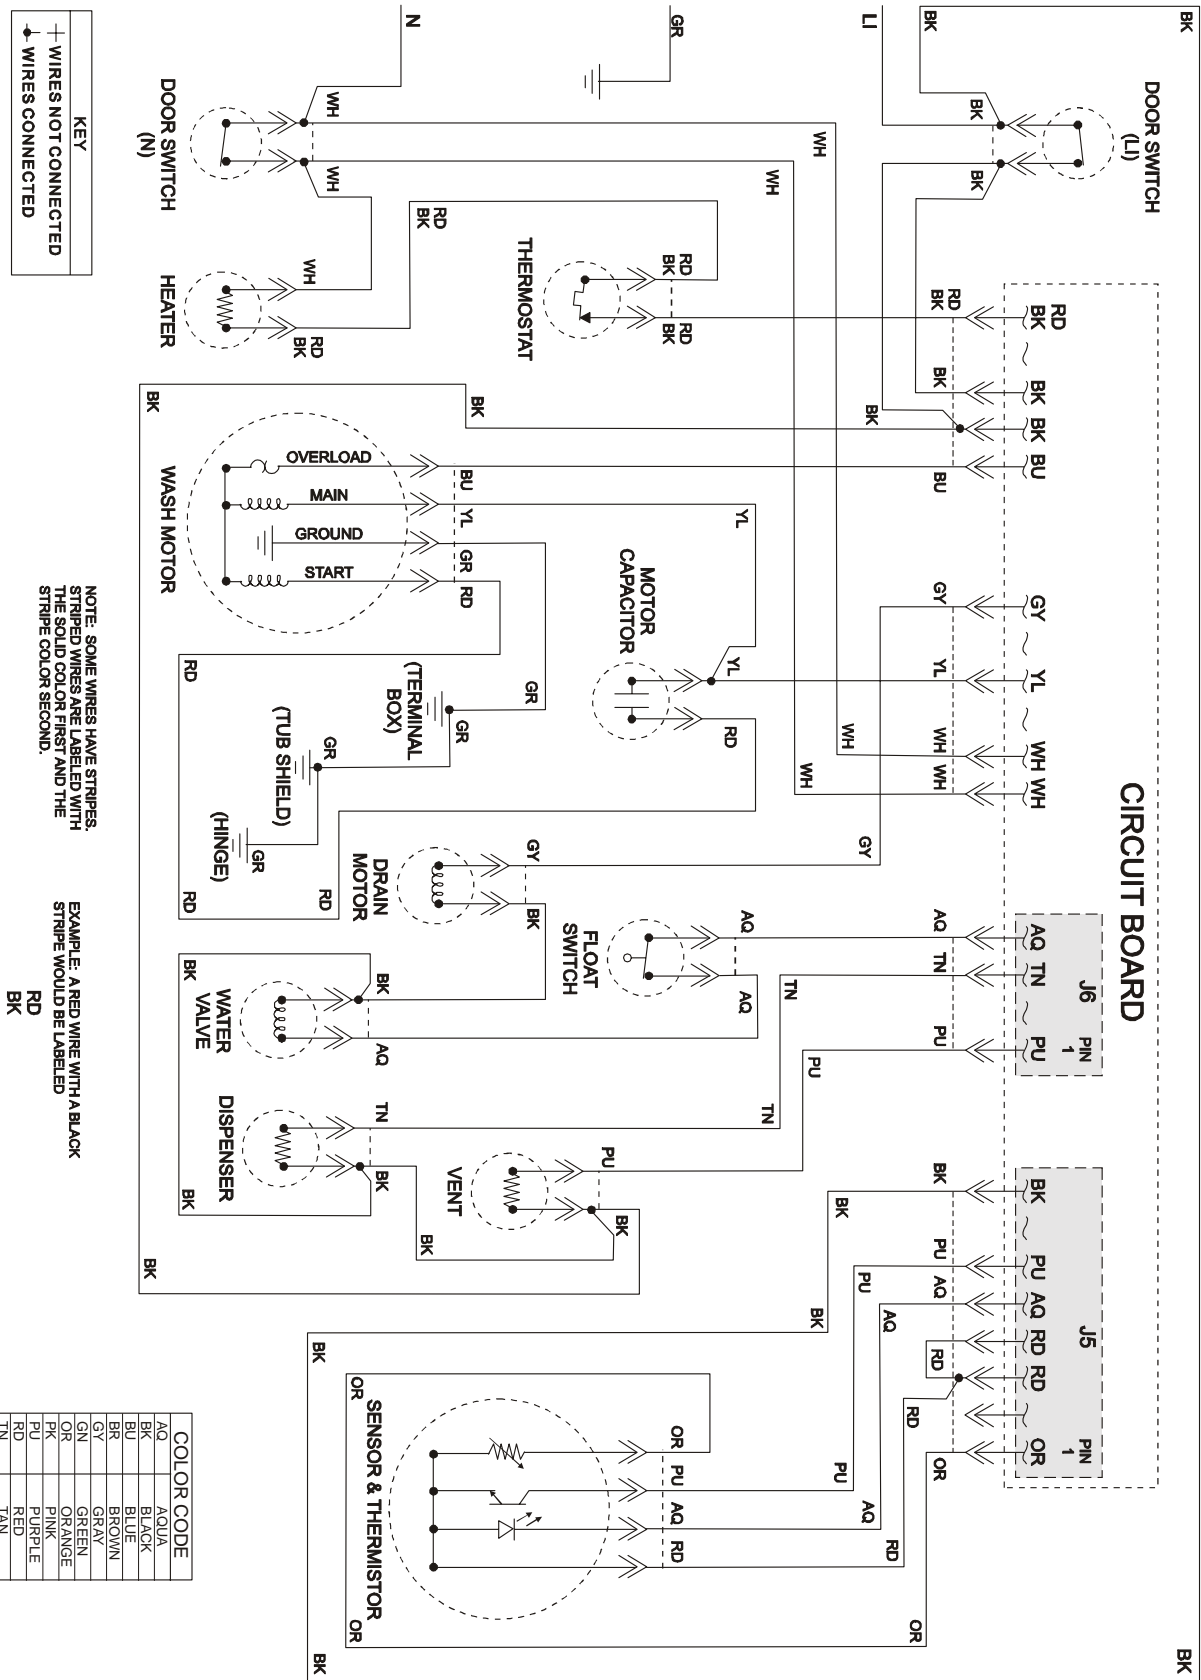 CIRCUIT BOARD
BK
BK
DOOR SWITCH
(LI)
BK
LI
BK
BK
GR
N
WH
WH
DOOR SWITCH
(N)
WH
WH
KEY
WIRES NOT CONNECTED
WIRES CONNECTED
RD
BK
BK
BK
BU
GY
YL
WH
WH
RD
BK
BK
BK
BU
GY
YL
WH
WH
WH
WH
J6
PIN
1
AQ
TN
PU
AQ
TN
PU
J5
PIN
1
BK
PU
AQ
RD
RD
OR
BK
PU
AQ
RD
RD
OR
THERMOSTAT
RD
BK
RD
BK
RD
BK
HEATER
WH
RD
BK
BK
BK
WASH MOTOR
OVERLOAD
MAIN
GROUND
START
BU
YL
GR
RD
YL
MOTOR
CAPACITOR
YL
RD
RD
GR
(TERMINAL
BOX)
GR
(TUB SHIELD)
GR
(HINGE)
GR
RD
RD
DRAIN
MOTOR
GY
BK
GY
FLOAT
SWITCH
AQ
AQ
TN
PU
WATER
VALVE
BK
AQ
BK
DISPENSER
TN
BK
TN
BK
VENT
PU
BK
BK
BK
BK
PU
AQ
BK
BK
OR
SENSOR & THERMISTOR
OR
PU
AQ
RD
PU
AQ
RD
OR
OR
BK
BK
NOTE: SOME WIRES HAVE STRIPES.
STRIPED WIRES ARE LABELED WITH
THE SOLID COLOR FIRST AND THE
STRIPE COLOR SECOND.
EXAMPLE: A RED WIRE WITH A BLACK
STRIPE WOULD BE LABELED
RD
BK
COLOR CODE
AQ AQUA
BK BLACK
BU BLUE
BR BROWN
GY GRAY
GN GREEN
OR ORANGE
PK PINK
PU PURPLE
RD RED
TN TAN